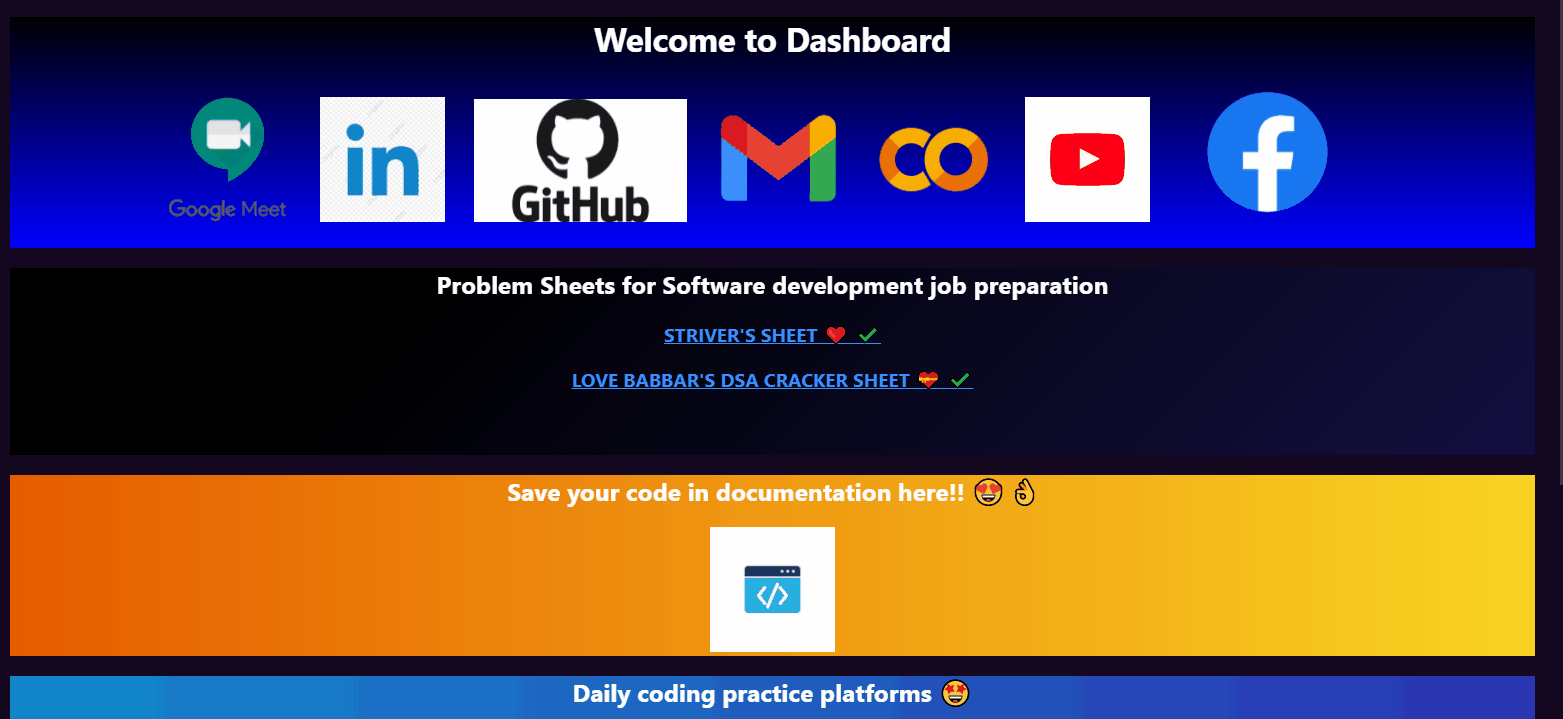 Welcome to Dashboard
Google Meet
in
GitHub
Problem Sheets for Software development job preparation
STRIVER'S SHEET ❤️ ✔
LOVE BABBAR'S DSA CRACKER SHEET 💝 ✔
Save your code in documentation here!! 😍 👌
</>
Daily coding practice platforms 🤩